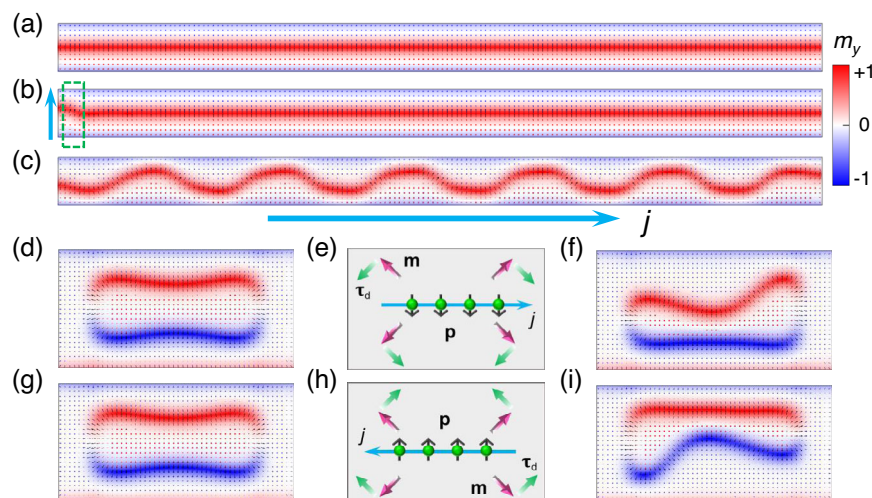 (a)
m_y
+1
0
-1
(b)
(c)
j
(d)
(e)
m
τ_d
p
j
(f)
(g)
(h)
p
j
τ_d
m
(i)